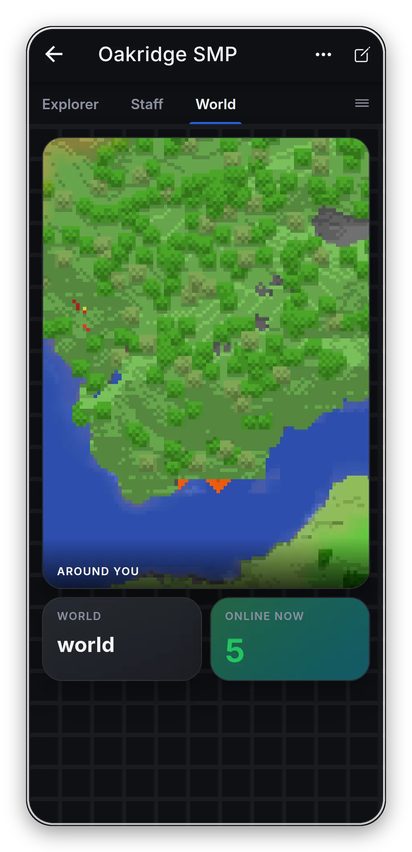 Oakridge SMP
Explorer Staff World
AROUND YOU
WORLD
world
ONLINE NOW
5